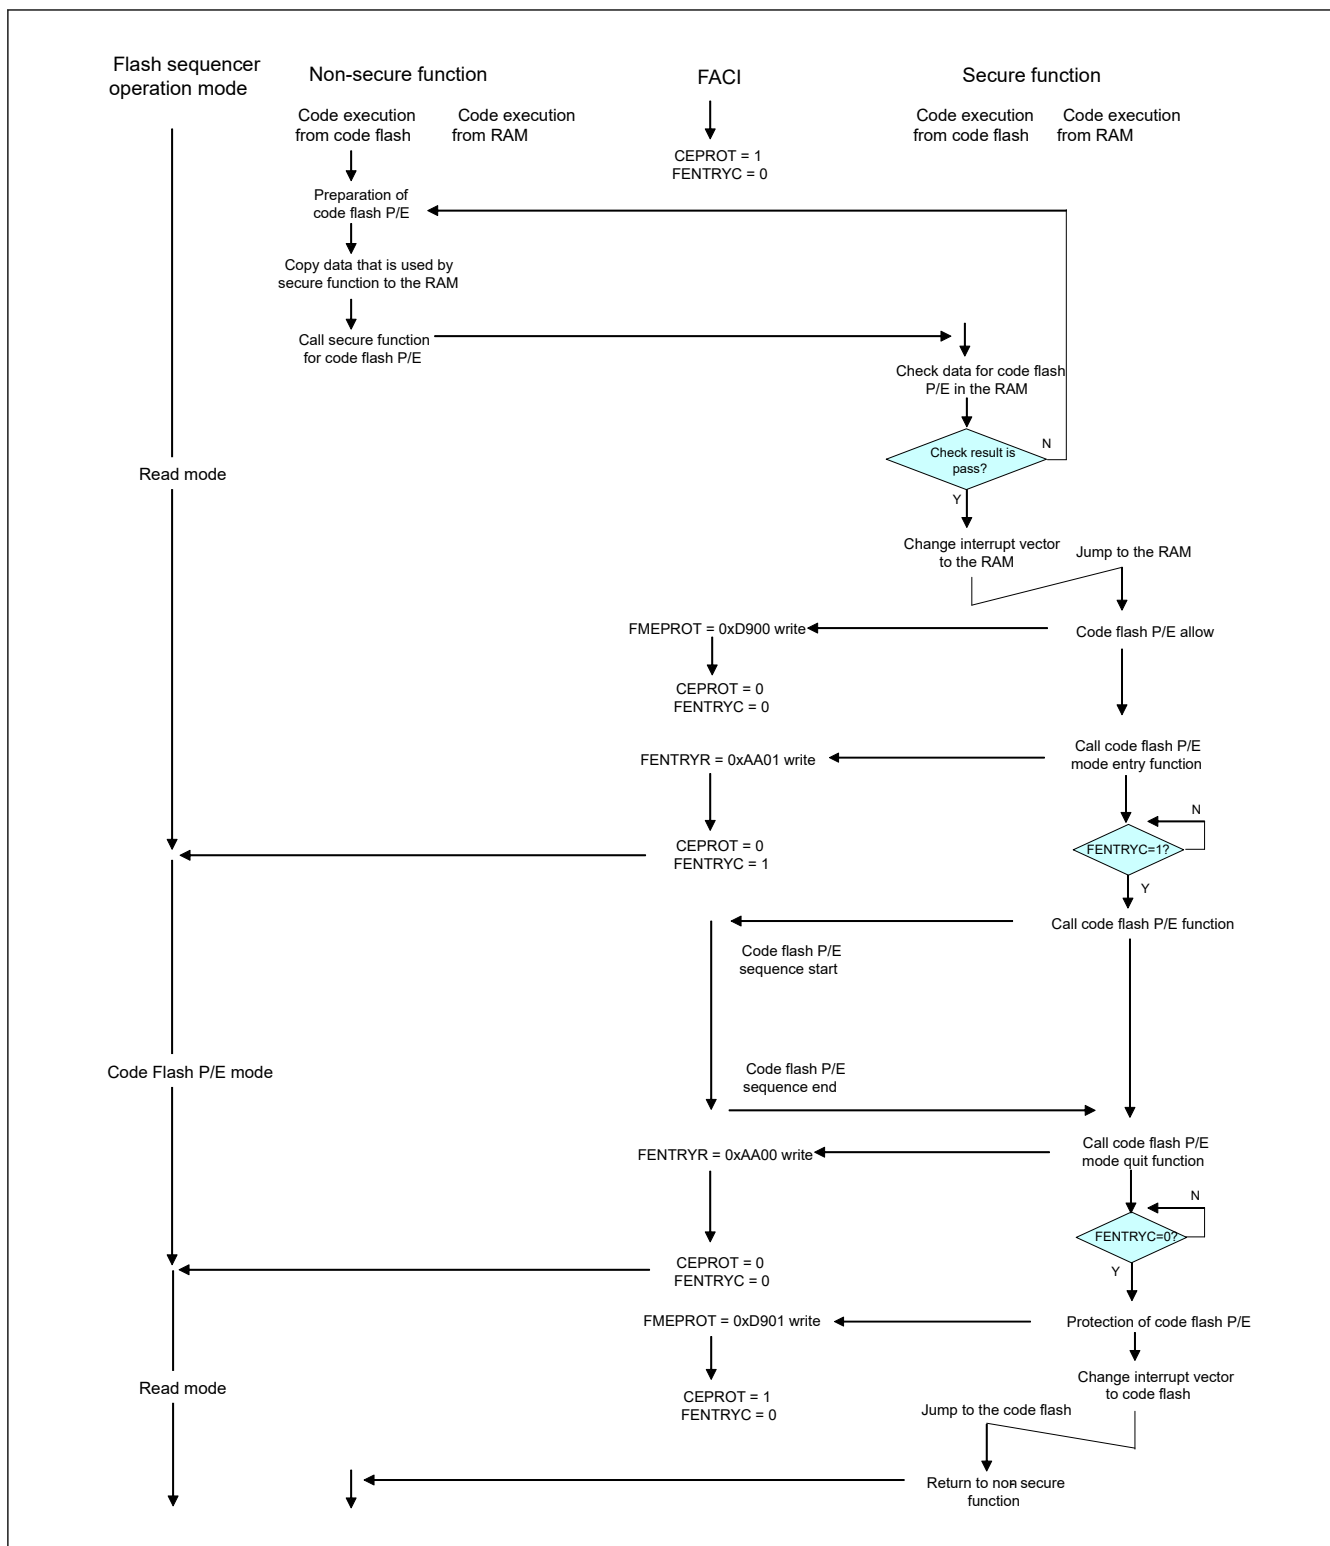 Flash sequencer
operation mode
Non-secure function
FACI
Secure function
Code execution
from code flash
Code execution
from RAM
Code execution
from code flash
Code execution
from RAM
CEPROT = 1
FENTRYC = 0
Preparation of
code flash P/E
Copy data that is used by
secure function to the RAM
Call secure function
for code flash P/E
Check data for code flash
P/E in the RAM
Check result is
pass?
N
Y
Read mode
Change interrupt vector
to the RAM
Jump to the RAM
FMEPROT = 0xD900 write
Code flash P/E allow
CEPROT = 0
FENTRYC = 0
Call code flash P/E
mode entry function
FENTRYR = 0xAA01 write
N
CEPROT = 0
FENTRYC = 1
FENTRYC=1?
Y
Call code flash P/E function
Code flash P/E
sequence start
Code Flash P/E mode
Code flash P/E
sequence end
Call code flash P/E
mode quit function
FENTRYR = 0xAA00 write
N
FENTRYC=0?
CEPROT = 0
FENTRYC = 0
Y
FMEPROT = 0xD901 write
Protection of code flash P/E
Read mode
Change interrupt vector
to code flash
CEPROT = 1
FENTRYC = 0
Jump to the code flash
Return to non-secure
function